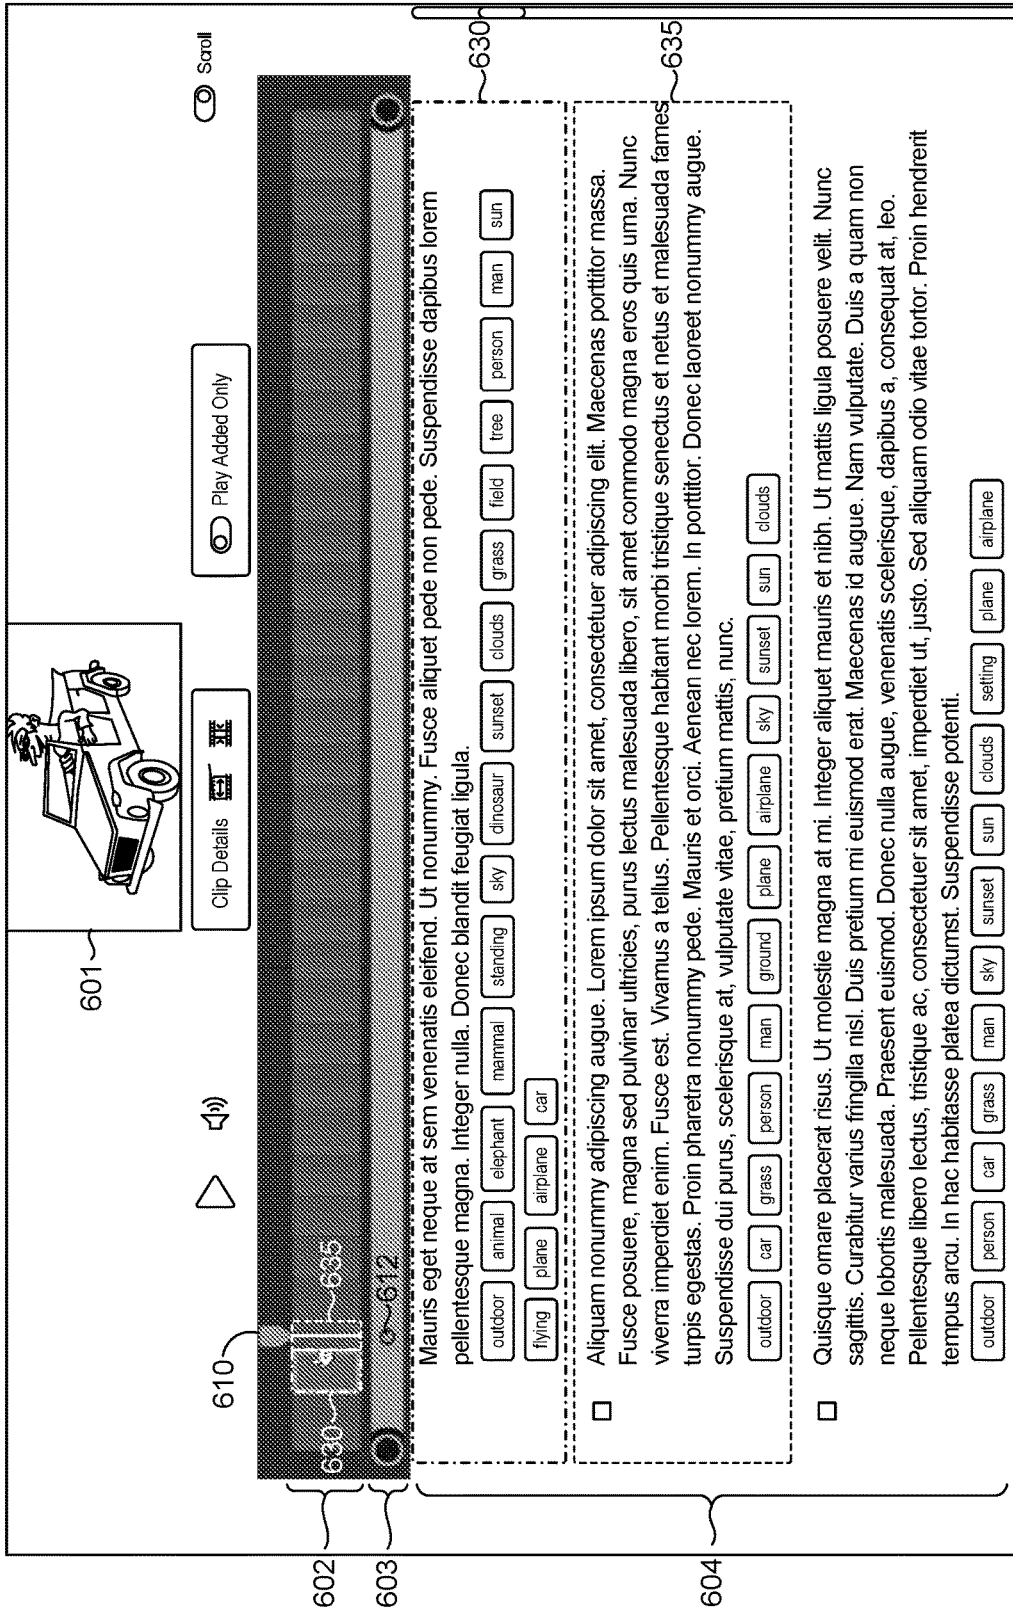 601
Scroll
Clip Details
Play Added Only
610
602
630
635
603
612
630
Mauris eget neque at sem venenatis eleifend. Ut nonummy. Fusce aliquet pede non pede. Suspendisse dapibus lorem
pellentesque magna. Integer nulla. Donec blandit feugiat ligula.
outdoor animal elephant mammal standing sky dinosaur sunset clouds grass field tree person man sun
flying plane airplane car
635
Aliquam nonummy adipiscing augue. Lorem ipsum dolor sit amet, consectetuer adipiscing elit. Maecenas porttitor massa.
Fusce posuere, magna sed pulvinar ultricies, purus lectus malesuada libero, sit amet commodo magna eros quis urna. Nunc
viverra imperdiet enim. Fusce est. Vivamus a tellus. Pellentesque habitant morbi tristique senectus et netus et malesuada fames
turpis egestas. Proin pharetra nonummy pede. Mauris et orci. Aenean nec lorem. In porttitor. Donec laoreet nonummy augue.
Suspendisse dui purus, scelerisque at, vulputate vitae, pretium mattis, nunc.
outdoor car grass person man ground plane airplane sky sunset sun clouds
604
Quisque ornare placerat risus. Ut molestie magna at mi. Integer aliquet mauris et nibh. Ut mattis ligula posuere velit. Nunc
sagittis. Curabitur varius fringilla nisl. Duis pretium mi euismod erat. Maecenas id augue. Nam vulputate. Duis a quam non
neque lobortis malesuada. Praesent euismod. Donec nulla augue, venenatis scelerisque, dapibus a, consequat at, leo.
Pellentesque libero lectus, tristique ac, consectetuer sit amet, imperdiet ut, justo. Sed aliquam odio vitae tortor. Proin hendrerit
tempus arcu. In hac habitasse platea dictumst. Suspendisse potenti.
outdoor person car grass man sky sunset sun clouds setting plane airplane